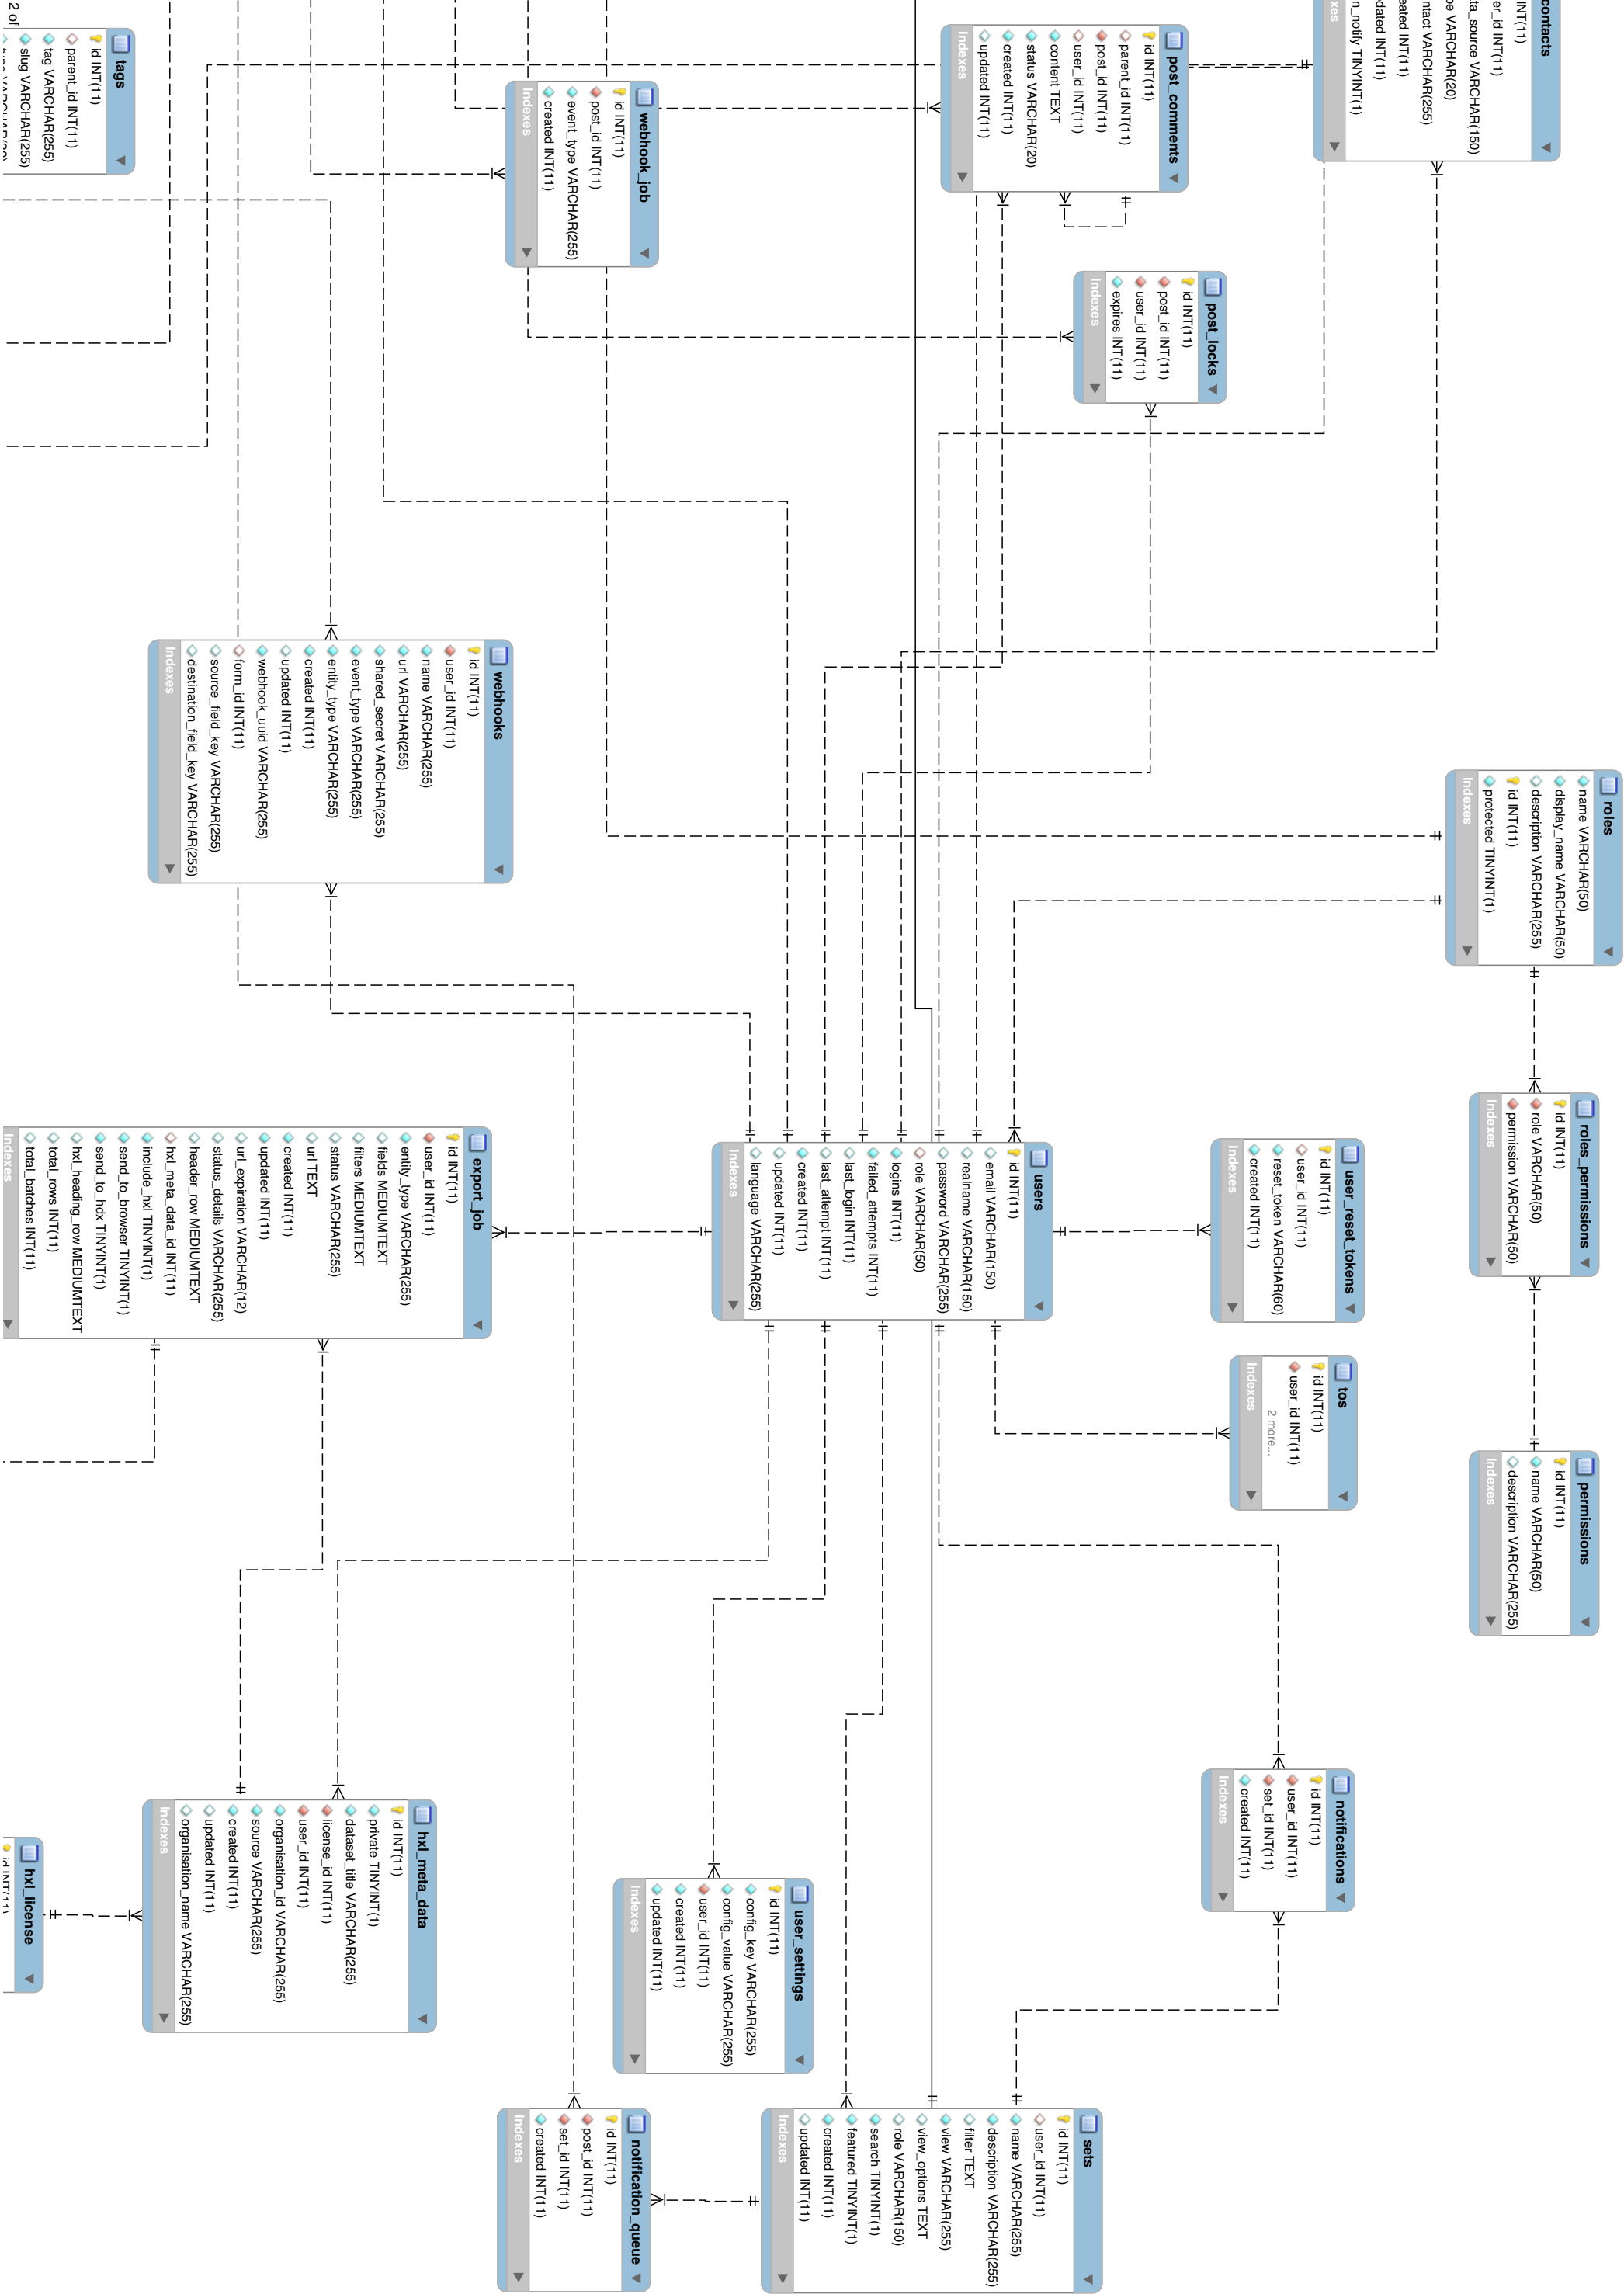 contacts
INT(11)
er_id INT(11)
ta_source VARCHAR(150)
pe VARCHAR(20)
ntact VARCHAR(255)
eated INT(11)
dated INT(11)
n_notify TINYINT(1)
xes
post_comments
id INT(11)
parent_id INT(11)
post_id INT(11)
user_id INT(11)
content TEXT
status VARCHAR(20)
created INT(11)
updated INT(11)
Indexes
webhook_job
id INT(11)
post_id INT(11)
event_type VARCHAR(255)
created INT(11)
Indexes
tags
id INT(11)
parent_id INT(11)
tag VARCHAR(255)
slug VARCHAR(255)
2 of
post_locks
id INT(11)
post_id INT(11)
user_id INT(11)
expires INT(11)
Indexes
webhooks
id INT(11)
user_id INT(11)
name VARCHAR(255)
url VARCHAR(255)
shared_secret VARCHAR(255)
event_type VARCHAR(255)
entity_type VARCHAR(255)
created INT(11)
updated INT(11)
webhook_uuid VARCHAR(255)
form_id INT(11)
source_field_key VARCHAR(255)
destination_field_key VARCHAR(255)
Indexes
roles
name VARCHAR(50)
display_name VARCHAR(50)
description VARCHAR(255)
id INT(11)
protected TINYINT(1)
Indexes
roles_permissions
id INT(11)
role VARCHAR(50)
permission VARCHAR(50)
Indexes
permissions
id INT(11)
name VARCHAR(50)
description VARCHAR(255)
Indexes
user_reset_tokens
id INT(11)
user_id INT(11)
reset_token VARCHAR(60)
created INT(11)
Indexes
tos
id INT(11)
user_id INT(11)
2 more...
Indexes
users
id INT(11)
email VARCHAR(150)
realname VARCHAR(150)
password VARCHAR(255)
role VARCHAR(50)
logins INT(11)
failed_attempts INT(11)
last_login INT(11)
last_attempt INT(11)
created INT(11)
updated INT(11)
language VARCHAR(255)
Indexes
export_job
id INT(11)
user_id INT(11)
entity_type VARCHAR(255)
fields MEDIUMTEXT
filters MEDIUMTEXT
status VARCHAR(255)
url TEXT
created INT(11)
updated INT(11)
url_expiration VARCHAR(12)
status_details VARCHAR(255)
header_row MEDIUMTEXT
hxl_meta_data_id INT(11)
include_hxl TINYINT(1)
send_to_browser TINYINT(1)
send_to_hdx TINYINT(1)
hxl_heading_row MEDIUMTEXT
total_rows INT(11)
total_batches INT(11)
Indexes
notifications
id INT(11)
user_id INT(11)
set_id INT(11)
created INT(11)
Indexes
user_settings
id INT(11)
config_key VARCHAR(255)
config_value VARCHAR(255)
user_id INT(11)
created INT(11)
updated INT(11)
Indexes
hxl_meta_data
id INT(11)
private TINYINT(1)
dataset_title VARCHAR(255)
license_id INT(11)
user_id INT(11)
organisation_id VARCHAR(255)
source VARCHAR(255)
created INT(11)
updated INT(11)
organisation_name VARCHAR(255)
Indexes
hxl_license
id INT(11)
sets
id INT(11)
user_id INT(11)
name VARCHAR(255)
description VARCHAR(255)
filter TEXT
view VARCHAR(255)
view_options TEXT
role VARCHAR(150)
search TINYINT(1)
featured TINYINT(1)
created INT(11)
updated INT(11)
Indexes
notification_queue
id INT(11)
post_id INT(11)
set_id INT(11)
created INT(11)
Indexes